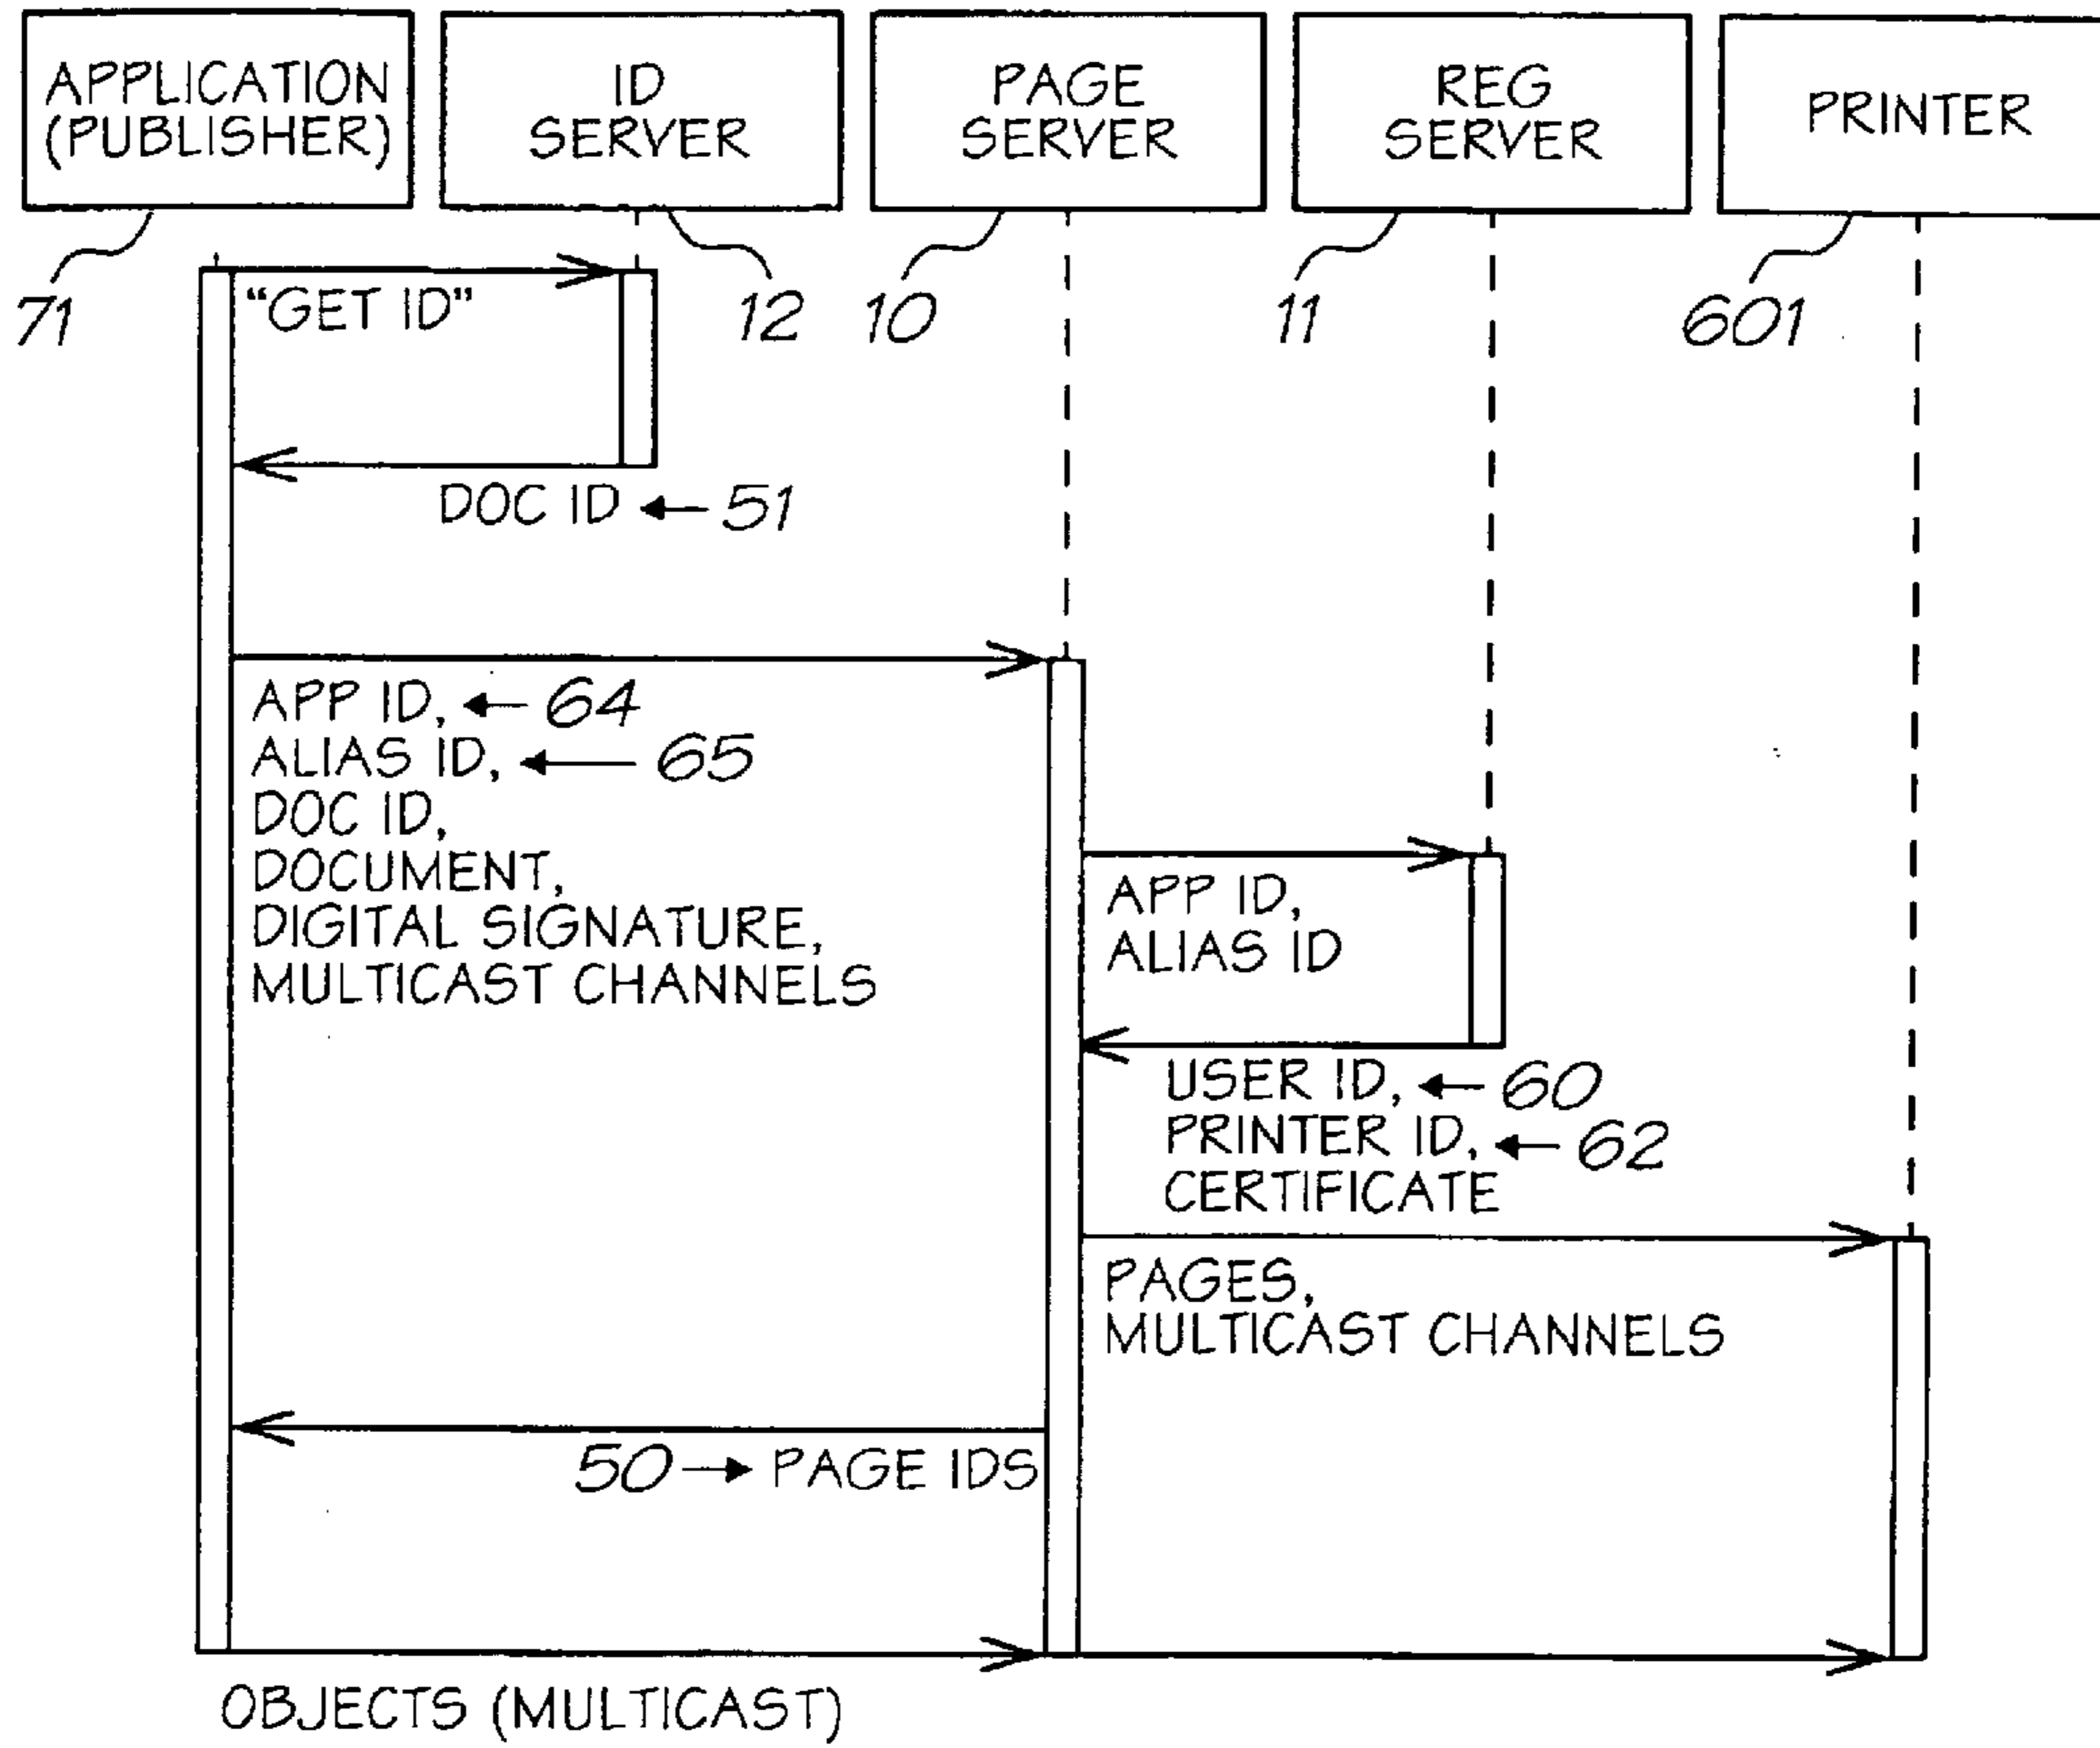 APPLICATION
(PUBLISHER)
ID
SERVER
PAGE
SERVER
REG
SERVER
PRINTER
71
12
10
11
601
“GET ID”
DOC ID 51
APP ID, 64
ALIAS ID, 65
DOC ID,
DOCUMENT,
DIGITAL SIGNATURE,
MULTICAST CHANNELS
APP ID,
ALIAS ID
USER ID, 60
PRINTER ID, 62
CERTIFICATE
PAGES,
MULTICAST CHANNELS
50 PAGE IDS
OBJECTS (MULTICAST)